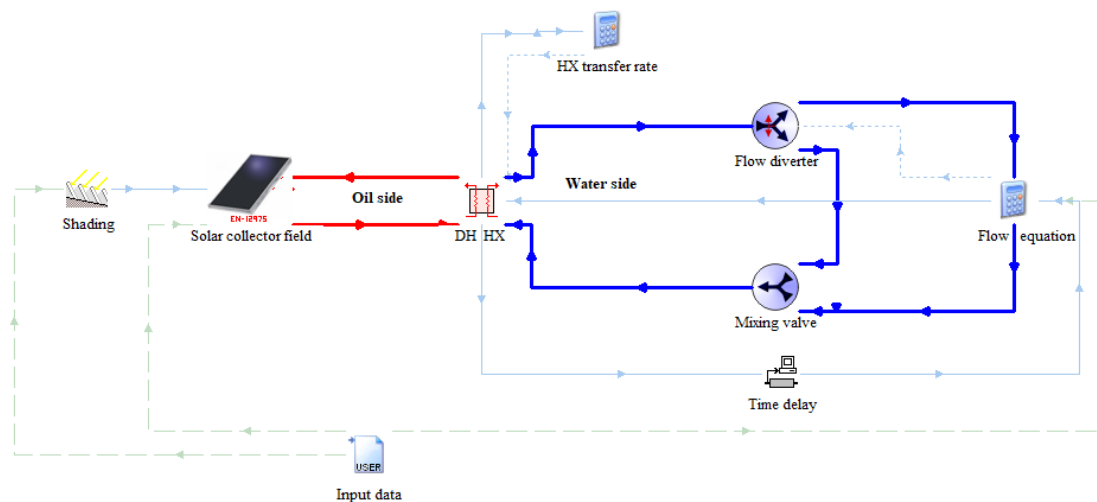 HX transfer rate
Flow diverter
Water side
Oil side
EN-12975
Shading
Solar collector field
DH HX
Flow equation
Mixing valve
Time delay
USER
Input data